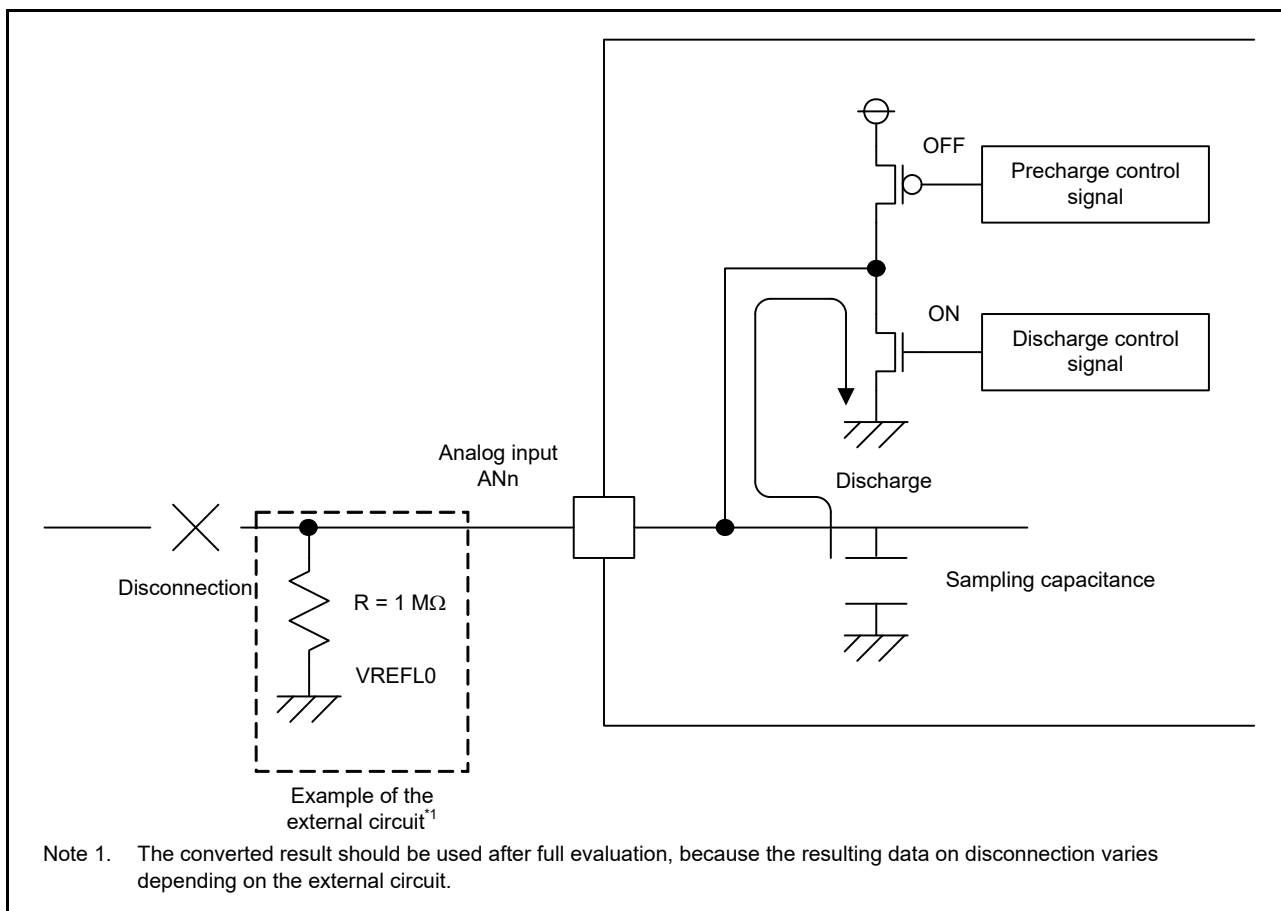 OFF
Precharge control
signal
ON
Discharge control
signal
Analog input
ANn
Discharge
Disconnection
R = 1 MΩ
VREFL0
Sampling capacitance
Example of the
external circuit*1
Note 1. The converted result should be used after full evaluation, because the resulting data on disconnection varies
depending on the external circuit.